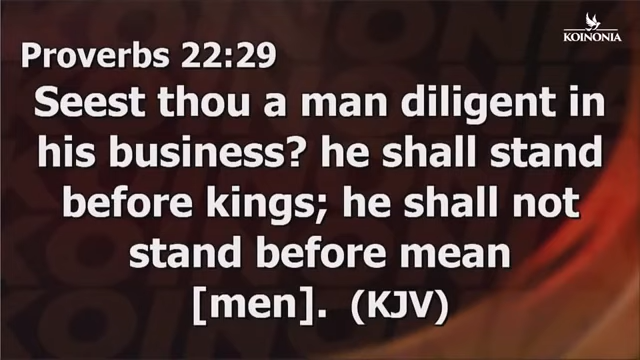 KOINONIA
Proverbs 22:29
Seest thou a man diligent in
his business? he shall stand
before kings; he shall not
stand before mean
[men]. (KJV)